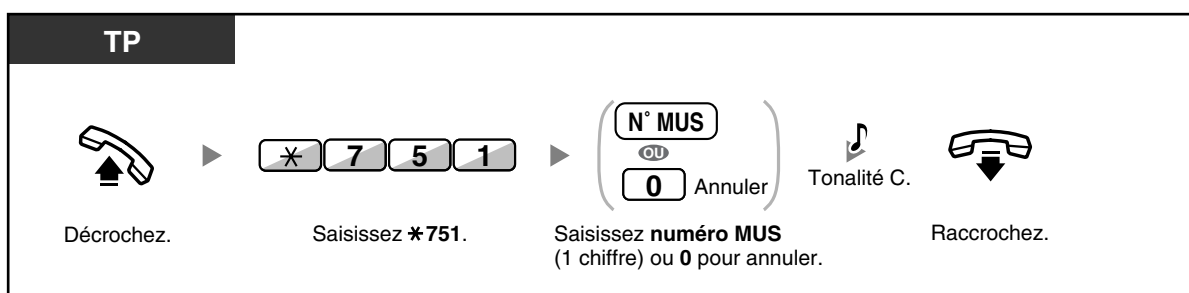 TP
N° MUS
OU
✻ 7 5 1
0 Annuler
Tonalité C.
Décrochez.
Saisissez ✻751.
Saisissez numéro MUS
(1 chiffre) ou 0 pour annuler.
Raccrochez.